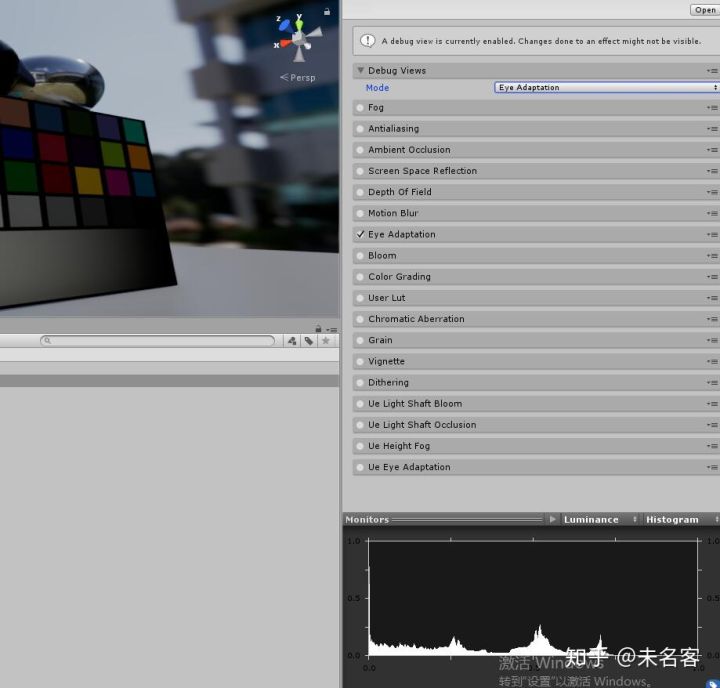 Open
z y
x
Persp
A debug view is currently enabled. Changes done to an effect might not be visible.
Debug Views
Mode Eye Adaptation
Fog
Antialiasing
Ambient Occlusion
Screen Space Reflection
Depth Of Field
Motion Blur
Eye Adaptation
Bloom
Color Grading
User Lut
Chromatic Aberration
Grain
Vignette
Dithering
Ue Light Shaft Bloom
Ue Light Shaft Occlusion
Ue Height Fog
Ue Eye Adaptation
Monitors Luminance Histogram
1.0 1.0
0.5 0.5
0.0 0.0
0.0
激活 Windows
知乎 @未名客
转到"设置"以激活 Windows。